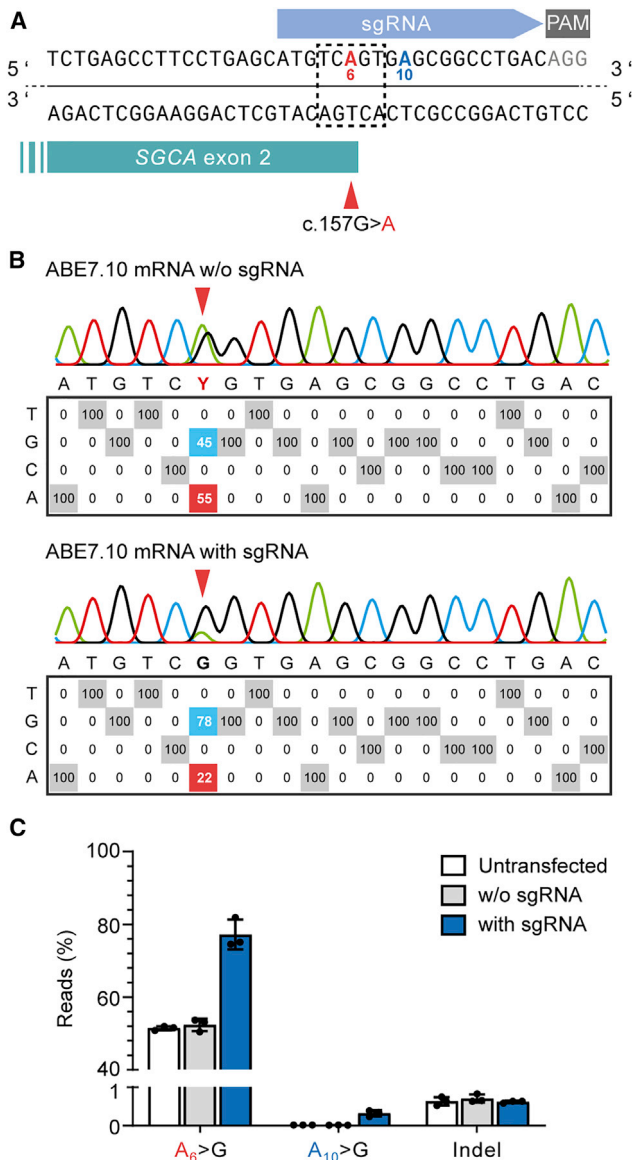 A
sgRNA PAM
5‘ TCTGAGCCTTCCTGAGCATGTCAGTGAGCGGCCTGACAGG 3‘
6 10
3‘ AGACTCGGAAGGACTCGTACAGTCACTCGCCGGACTGTCC 5‘
SGCA exon 2
c.157G>A
B
ABE7.10 mRNA w/o sgRNA
A T G T C Y G T G A G C G G C C T G A C
T 0 100 0 100 0 0 0 100 0 0 0 0 0 0 0 0 100 0 0 0
G 0 0 100 0 0 45 100 0 100 0 100 0 100 100 0 0 0 100 0 0
C 0 0 0 0 100 0 0 0 0 0 0 100 0 0 100 100 0 0 0 100
A 100 0 0 0 0 55 0 0 0 100 0 0 0 0 0 0 0 0 100 0
ABE7.10 mRNA with sgRNA
A T G T C G G T G A G C G G C C T G A C
T 0 100 0 100 0 0 0 100 0 0 0 0 0 0 0 0 100 0 0 0
G 0 0 100 0 0 78 100 0 100 0 100 0 100 100 0 0 0 100 0 0
C 0 0 0 0 100 0 0 0 0 0 0 100 0 0 100 100 0 0 0 100
A 100 0 0 0 0 22 0 0 0 100 0 0 0 0 0 0 0 0 100 0
C
Reads (%)
100
80
60
40
1
0
Untransfected
w/o sgRNA
with sgRNA
A6>G A10>G Indel